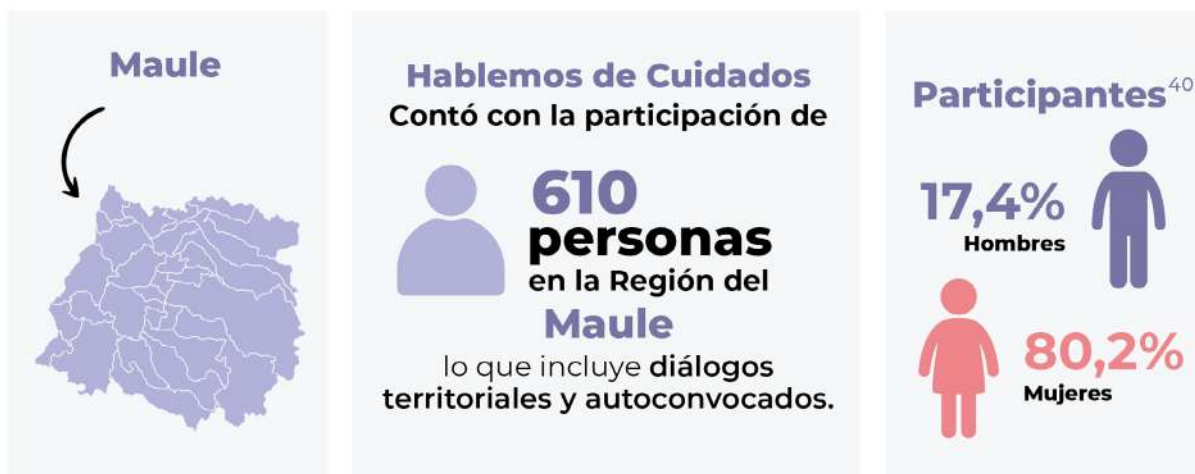 Maule
Hablemos de Cuidados
Contó con la participación de
610
personas
en la Región del
Maule
lo que incluye diálogos
territoriales y autoconvocados.
Participantes40
17,4%
Hombres
80,2%
Mujeres